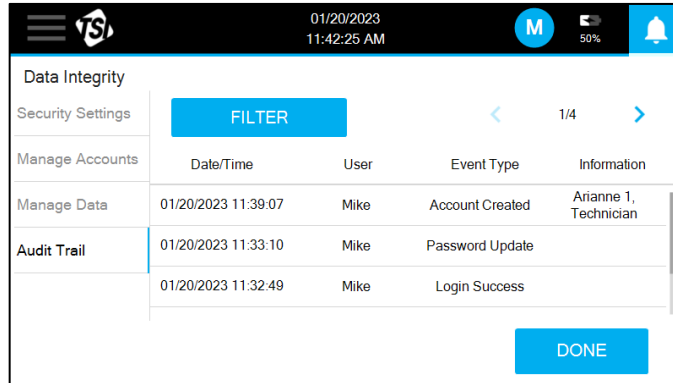 TSI
01/20/2023
11:42:25 AM
M
50%
Data Integrity
Security Settings
Manage Accounts
Manage Data
Audit Trail
FILTER
1/4
Date/Time User Event Type Information
01/20/2023 11:39:07 Mike Account Created Arianne 1,
Technician
01/20/2023 11:33:10 Mike Password Update
01/20/2023 11:32:49 Mike Login Success
DONE